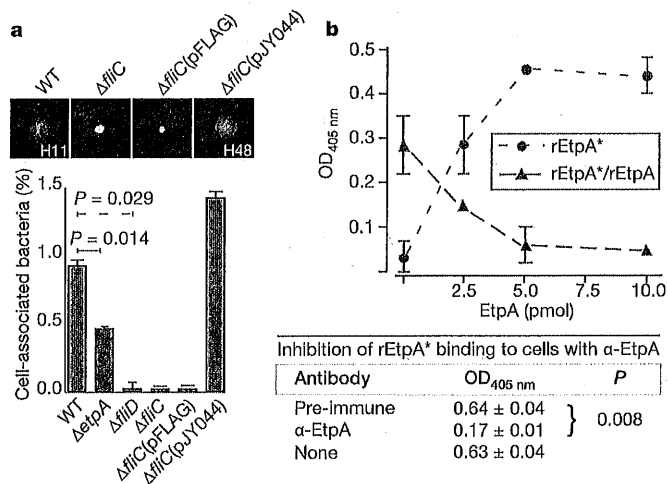 a
WT
ΔfliC
ΔfliC(pFLAG)
ΔfliC(pJY044)
H11
H48
Cell-associated bacteria (%)
1.5
1.0
0.5
0.0
P = 0.029
P = 0.014
WT
ΔetpA
ΔfliD
ΔfliC
ΔfliC(pFLAG)
ΔfliC(pJY044)
b
OD405 nm
0.5
0.3
0.1
rEtpA*
rEtpA*/rEtpA
0 2.5 5.0 10.0
EtpA (pmol)
Inhibition of rEtpA* binding to cells with α-EtpA
Antibody OD405 nm P
Pre-immune 0.64 ± 0.04
α-EtpA 0.17 ± 0.01 } 0.008
None 0.63 ± 0.04